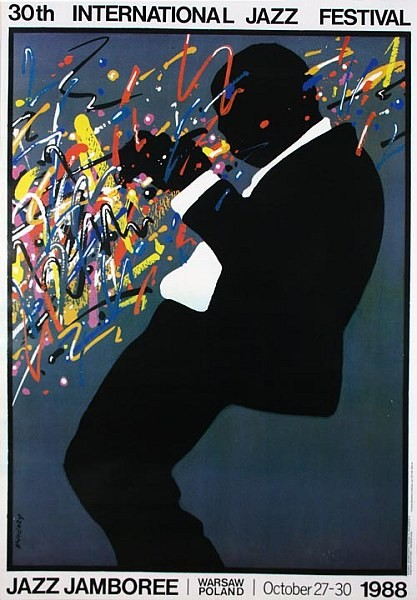 30th INTERNATIONAL JAZZ FESTIVAL
JAZZ JAMBOREE | WARSAW POLAND | October 27-30 1988